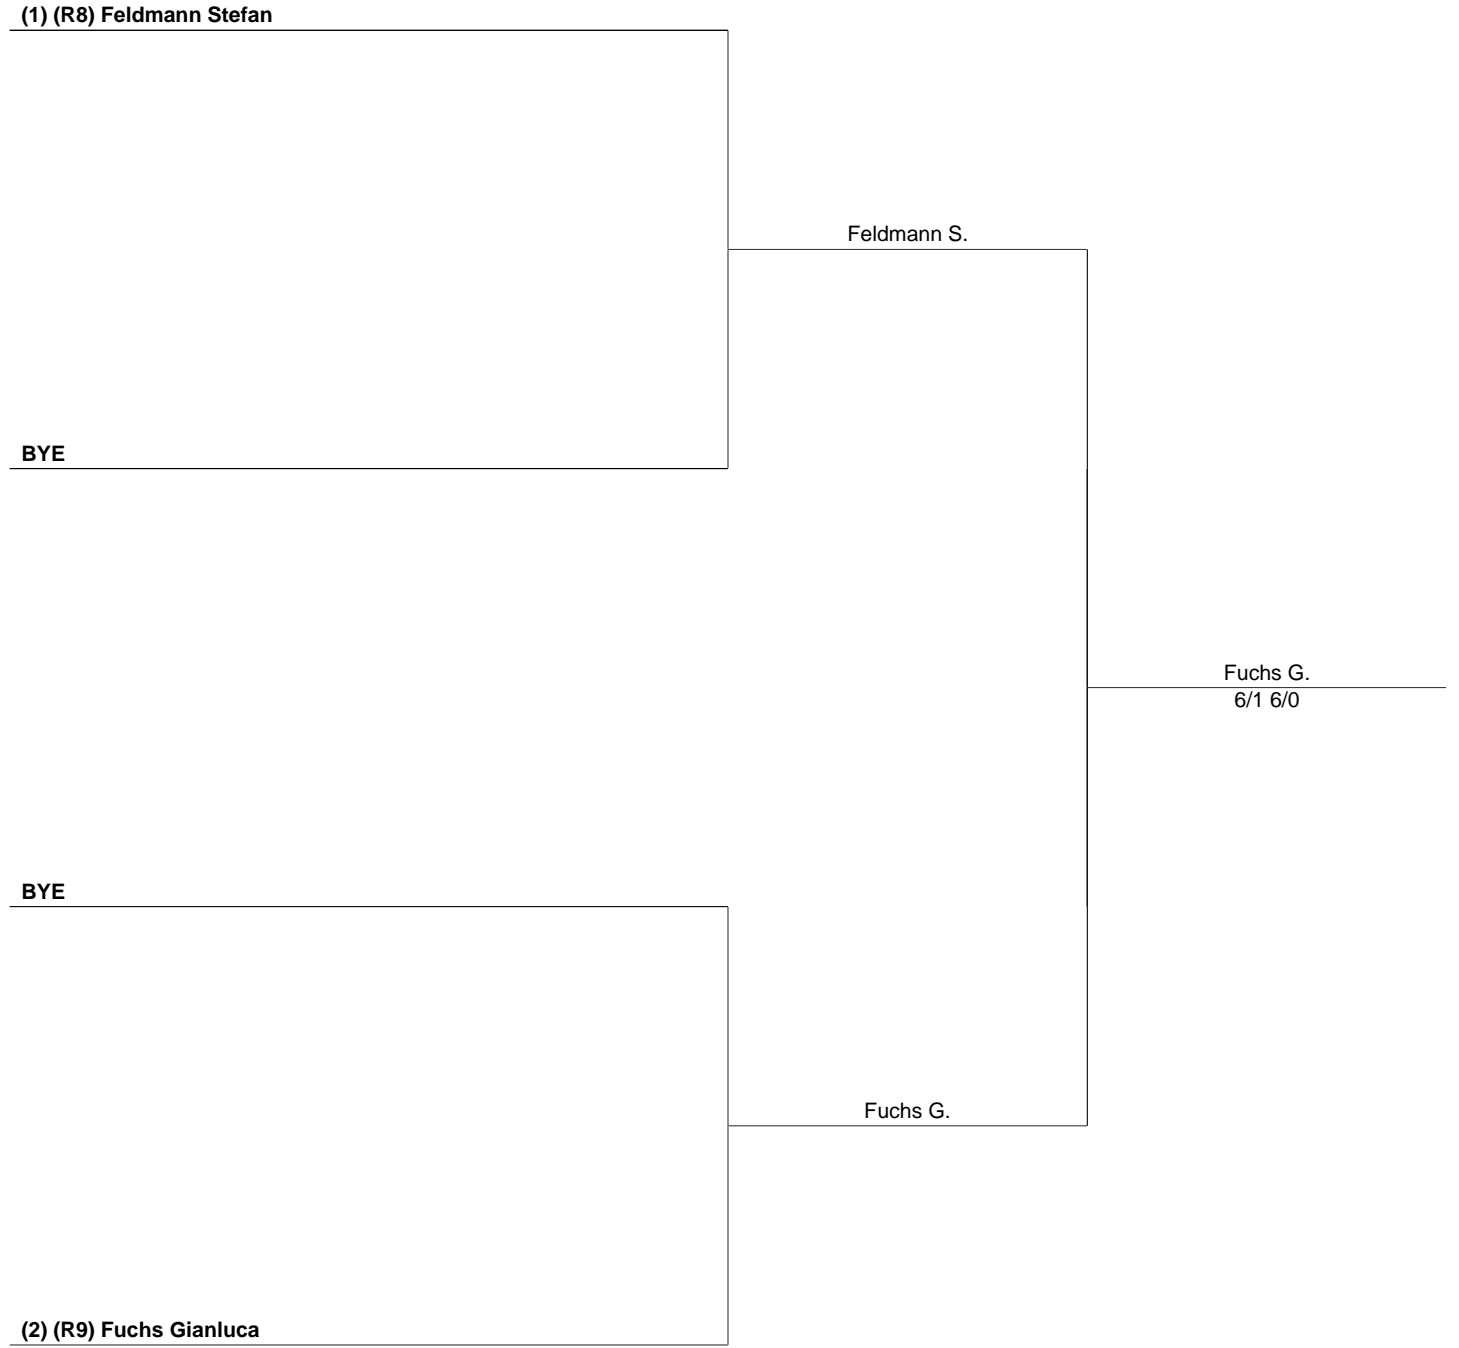 (1) (R8) Feldmann Stefan
Feldmann S.
BYE
Fuchs G.
6/1 6/0
BYE
Fuchs G.
(2) (R9) Fuchs Gianluca